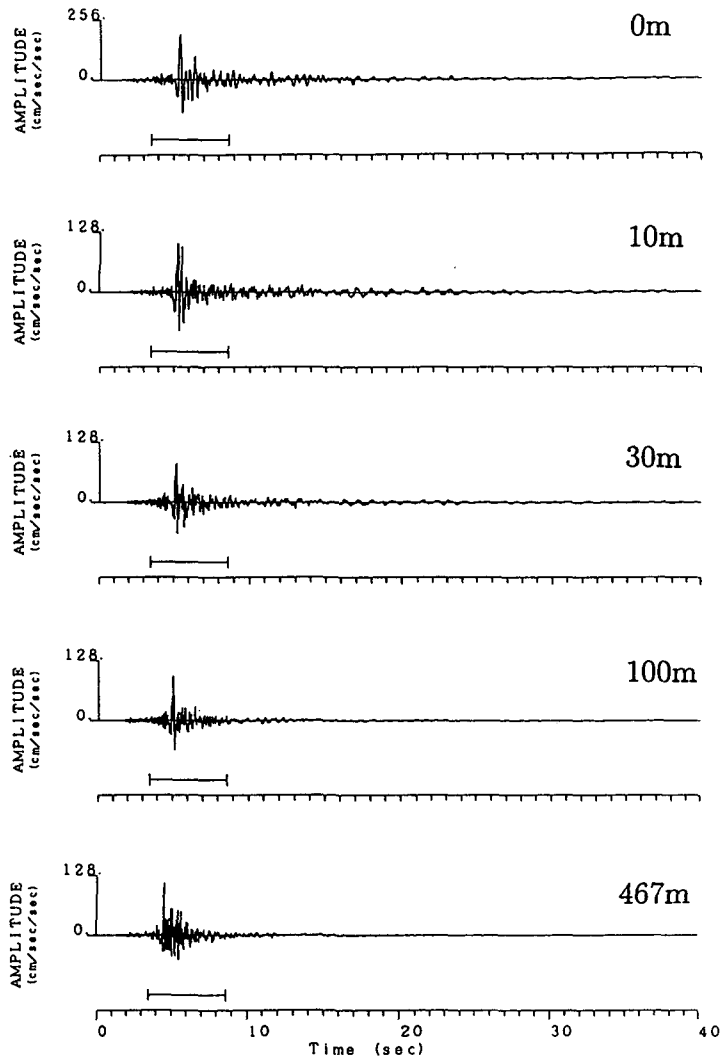 256.
0m
0
AMPLITUDE
(cm/sec/sec)
128.
10m
0
AMPLITUDE
(cm/sec/sec)
128.
30m
0
AMPLITUDE
(cm/sec/sec)
128.
100m
0
AMPLITUDE
(cm/sec/sec)
128.
467m
0
AMPLITUDE
(cm/sec/sec)
0 10 20 30 40
Time (sec)